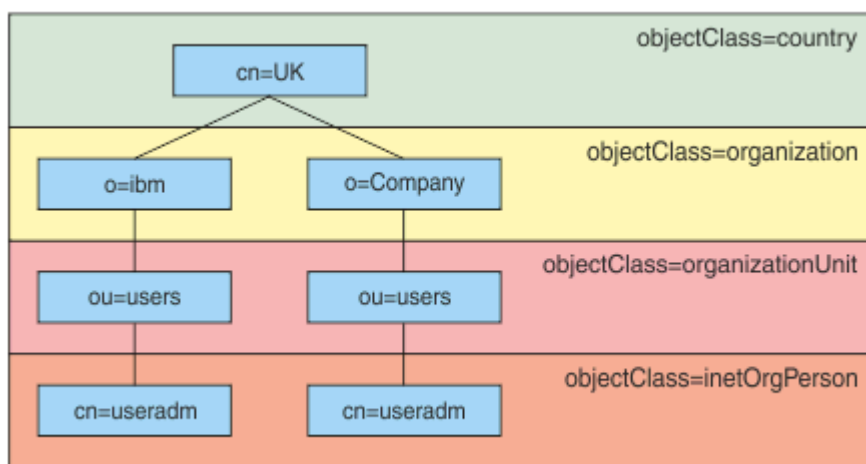 objectClass=country
cn=UK
objectClass=organization
o=ibm
o=Company
objectClass=organizationUnit
ou=users
ou=users
objectClass=inetOrgPerson
cn=useradm
cn=useradm